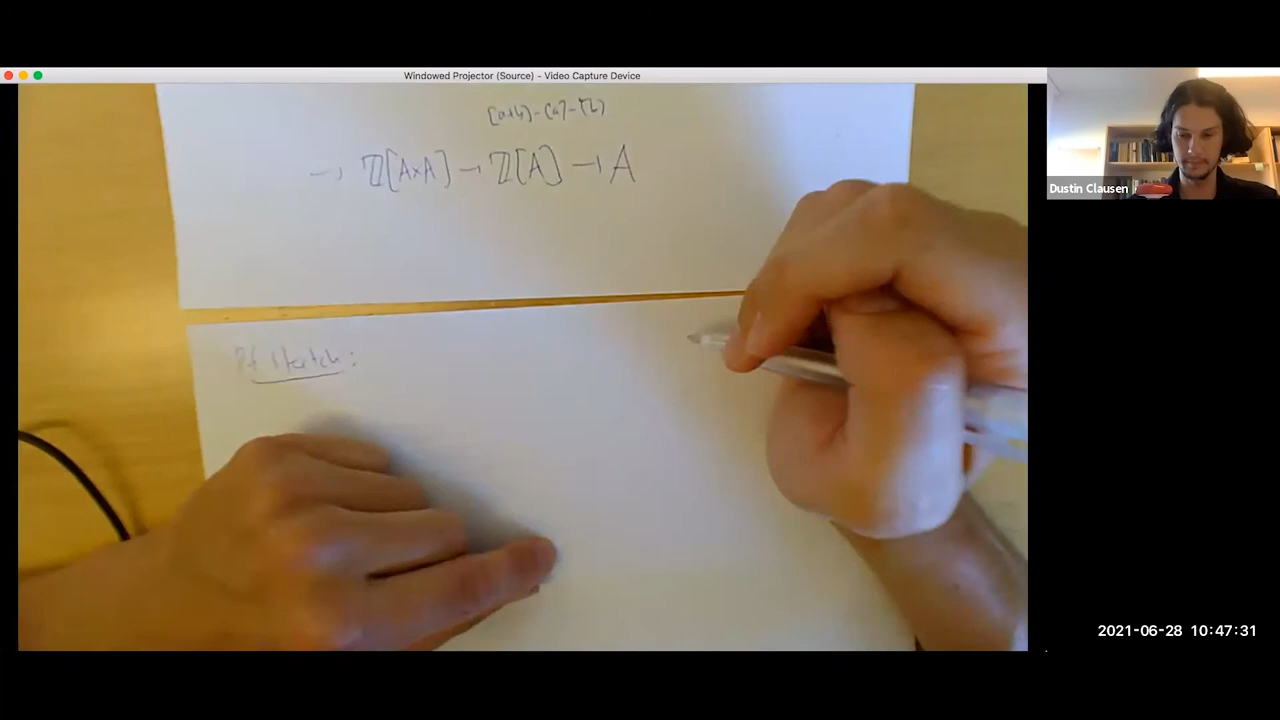 Windowed Projector (Source) - Video Capture Device
[a+b]-[a]-[b]
→ ℤ[A×A] → ℤ[A] → A
Pf sketch:
Dustin Clausen
2021-06-28 10:47:31